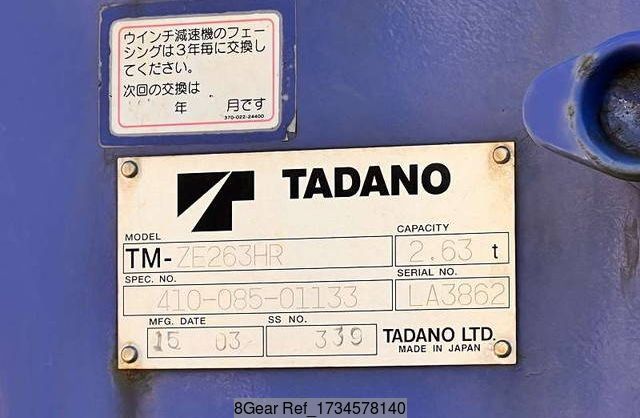 ウインチ減速機のフェー
シングは3年毎に交換し
てください。
次回の交換は
年 月です
370-022-24400
TADANO
MODEL
TM-ZE263HR
CAPACITY
2.63 t
SPEC. NO.
410-085-01133
SERIAL NO.
LA3862
MFG. DATE
15 03
SS NO.
339
TADANO LTD.
MADE IN JAPAN
8Gear Ref_1734578140